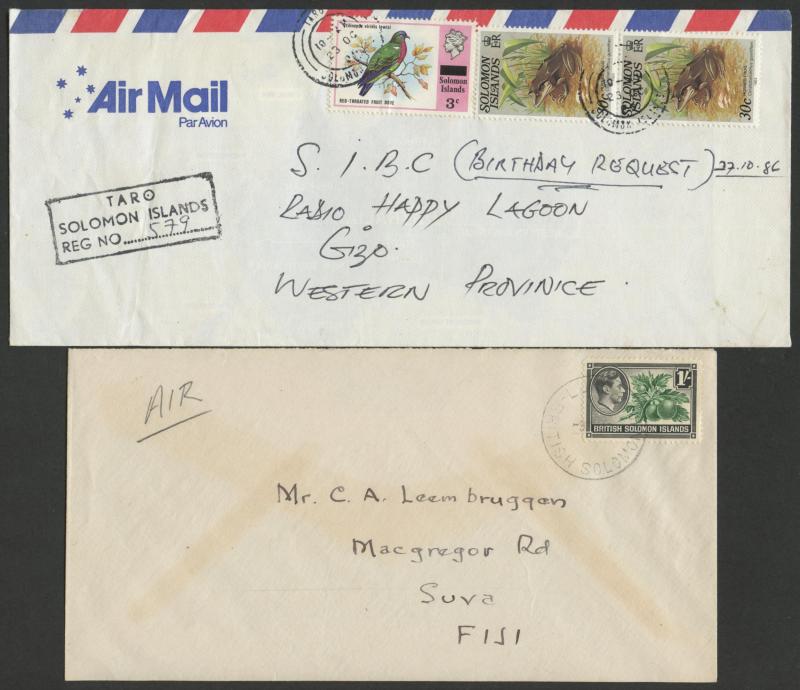 Air Mail
Par Avion
RED-THROATED FRUIT DOVE
Solomon Islands
3c
SOLOMON ISLANDS
SOLOMON ISLANDS
30c
TARO
SOLOMON ISLANDS
REG NO. 579
S.I.B.C (BIRTHDAY REQUEST) 27.10.86
RADIO HAPPY LAGOON
GIZO.
WESTERN PROVINICE.
AIR
1/-
BRITISH SOLOMON ISLANDS
BRITISH SOLOMON
Mr. C. A. Leembruggen
Macgregor Rd
Suva
FIJI